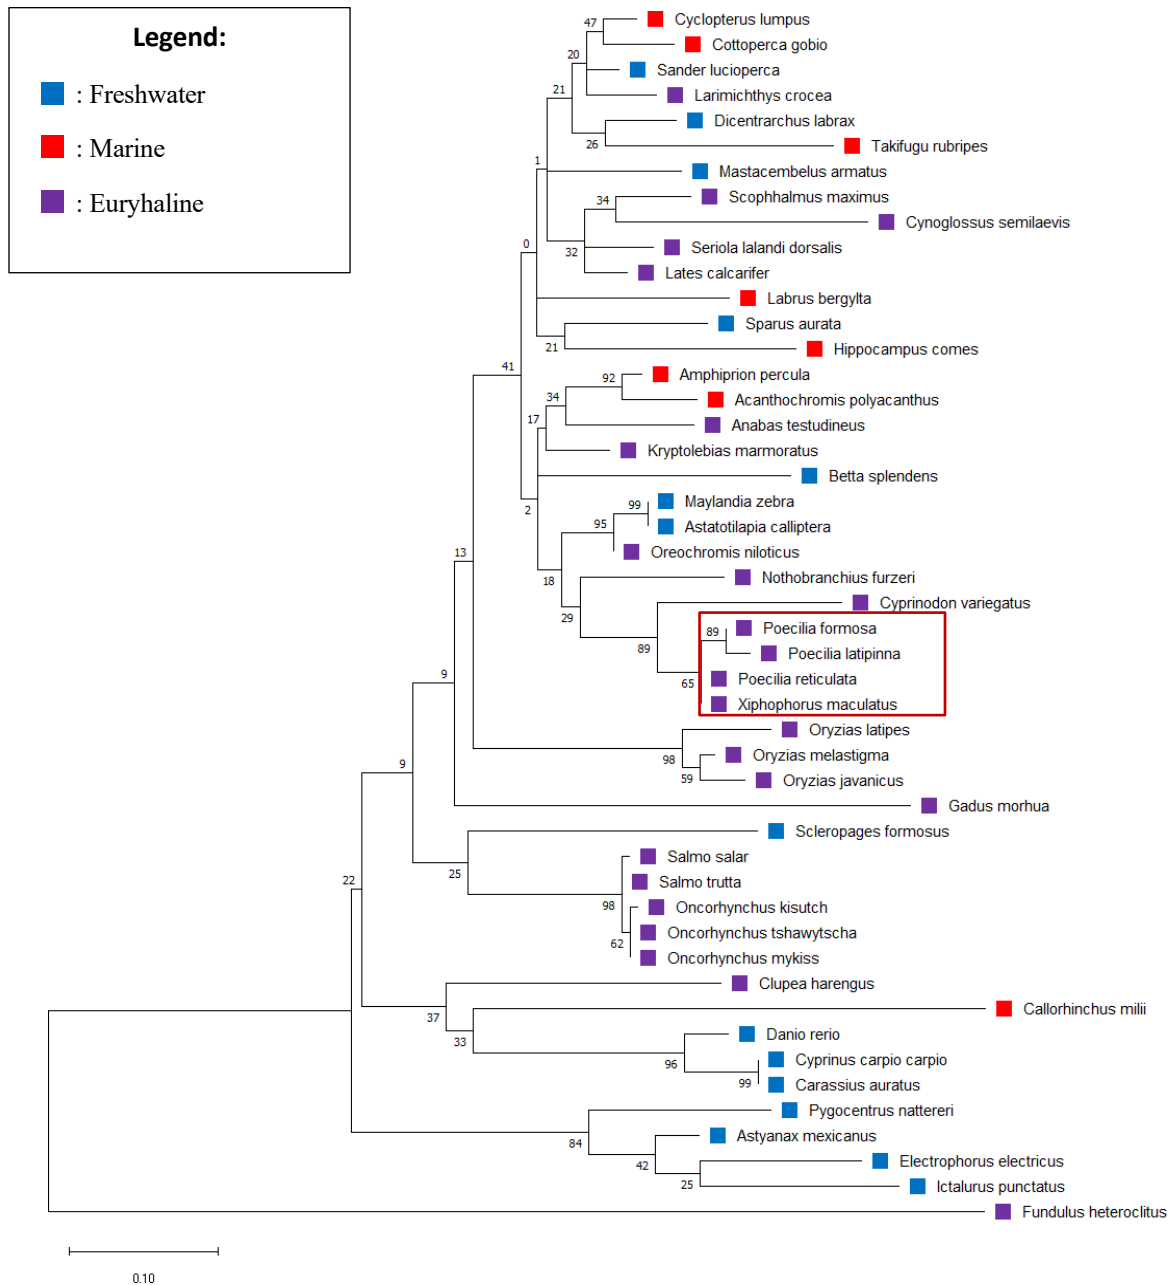 Legend:
: Freshwater
: Marine
: Euryhaline
47
Cyclopterus lumpus
Cottoperca gobio
20
Sander lucioperca
21
Larimichthys crocea
Dicentrarchus labrax
26
Takifugu rubripes
1
Mastacembelus armatus
34
Scophhalmus maximus
Cynoglossus semilaevis
0
32
Seriola lalandi dorsalis
Lates calcarifer
Labrus bergylta
Sparus aurata
21
Hippocampus comes
41
92
Amphiprion percula
34
Acanthochromis polyacanthus
17
Anabas testudineus
Kryptolebias marmoratus
Betta splendens
2
99
Maylandia zebra
95
Astatotilapia calliptera
Oreochromis niloticus
13
18
Nothobranchius furzeri
29
Cyprinodon variegatus
89
89
Poecilia formosa
Poecilia latipinna
65
Poecilia reticulata
Xiphophorus maculatus
9
Oryzias latipes
98
Oryzias melastigma
59
Oryzias javanicus
9
Gadus morhua
Scleropages formosus
25
Salmo salar
22
Salmo trutta
98
Oncorhynchus kisutch
Oncorhynchus tshawytscha
62
Oncorhynchus mykiss
Clupea harengus
37
Callorhinchus milii
33
Danio rerio
96
Cyprinus carpio carpio
99
Carassius auratus
Pygocentrus nattereri
84
Astyanax mexicanus
42
Electrophorus electricus
25
Ictalurus punctatus
Fundulus heteroclitus
0.10